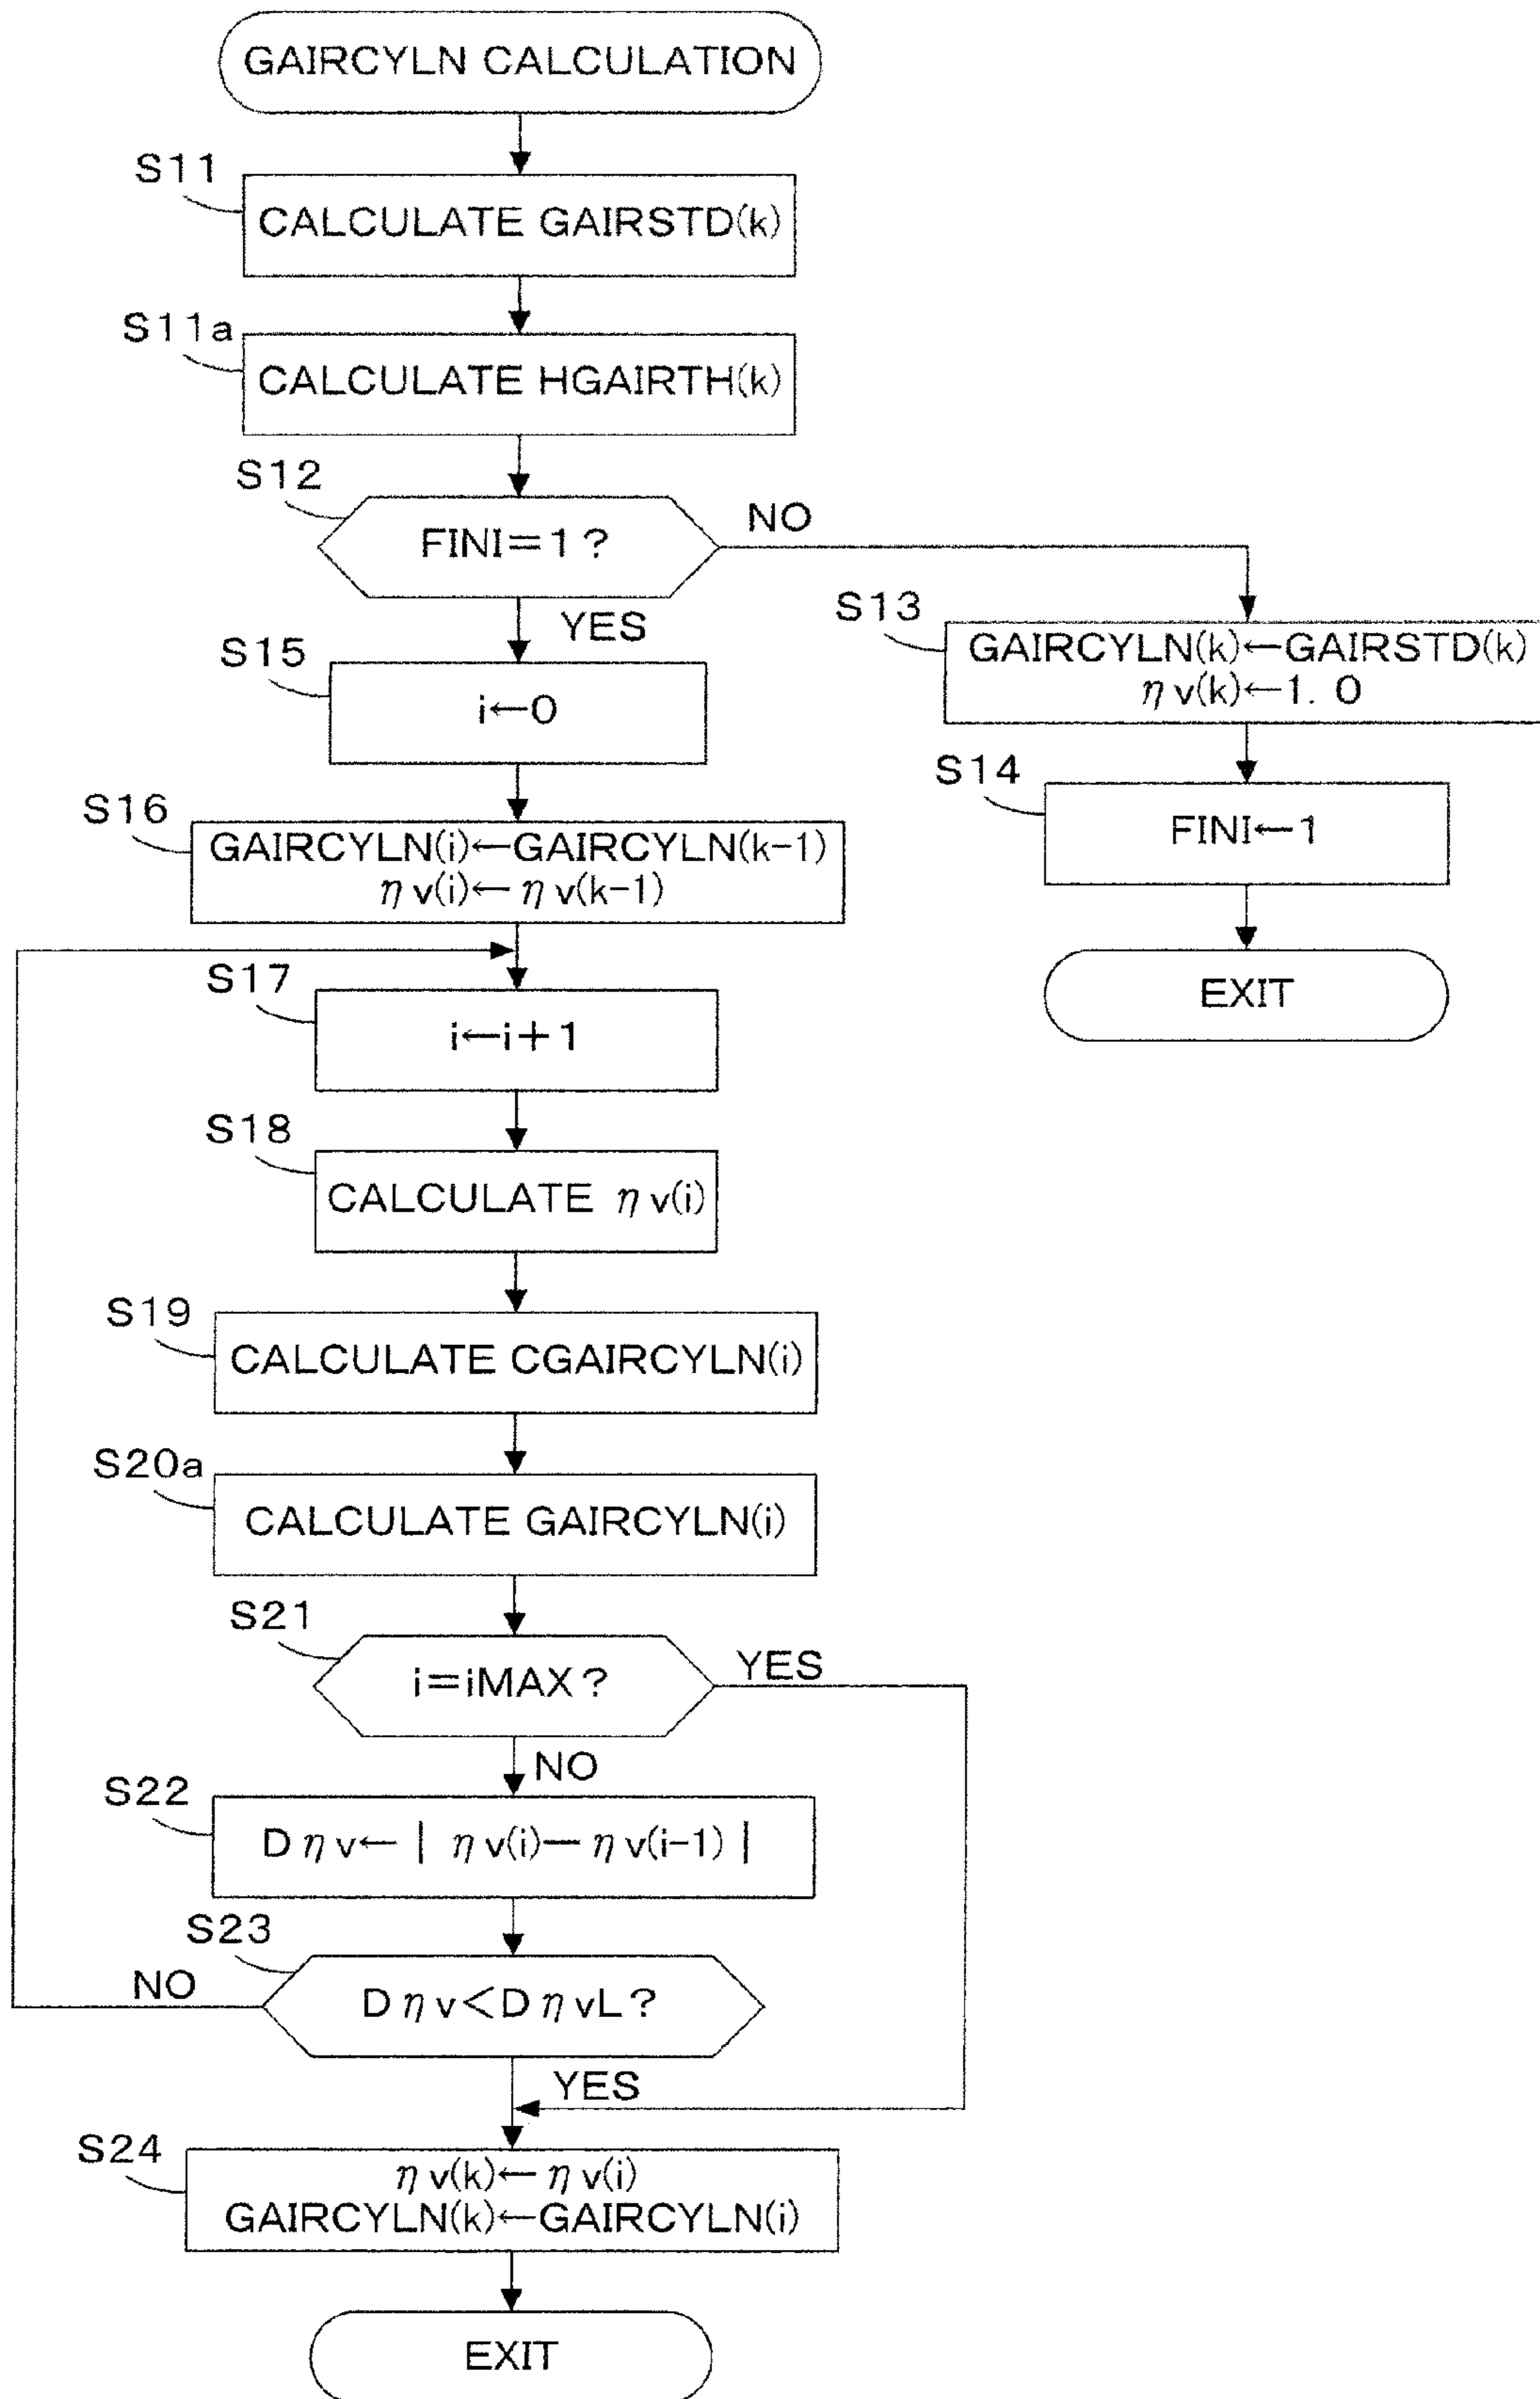 GAIRCYLN CALCULATION
S11
CALCULATE GAIRSTD(k)
S11a
CALCULATE HGAIRTH(k)
S12
FINI=1?
NO
YES
S13
GAIRCYLN(k)←GAIRSTD(k)
ηv(k)←1.0
S14
FINI←1
EXIT
S15
i←0
S16
GAIRCYLN(i)←GAIRCYLN(k-1)
ηv(i)←ηv(k-1)
S17
i←i+1
S18
CALCULATE ηv(i)
S19
CALCULATE CGAIRCYLN(i)
S20a
CALCULATE GAIRCYLN(i)
S21
i=iMAX?
YES
NO
S22
Dηv←|ηv(i)−ηv(i-1)|
S23
NO
Dηv<DηvL?
YES
S24
ηv(k)←ηv(i)
GAIRCYLN(k)←GAIRCYLN(i)
EXIT